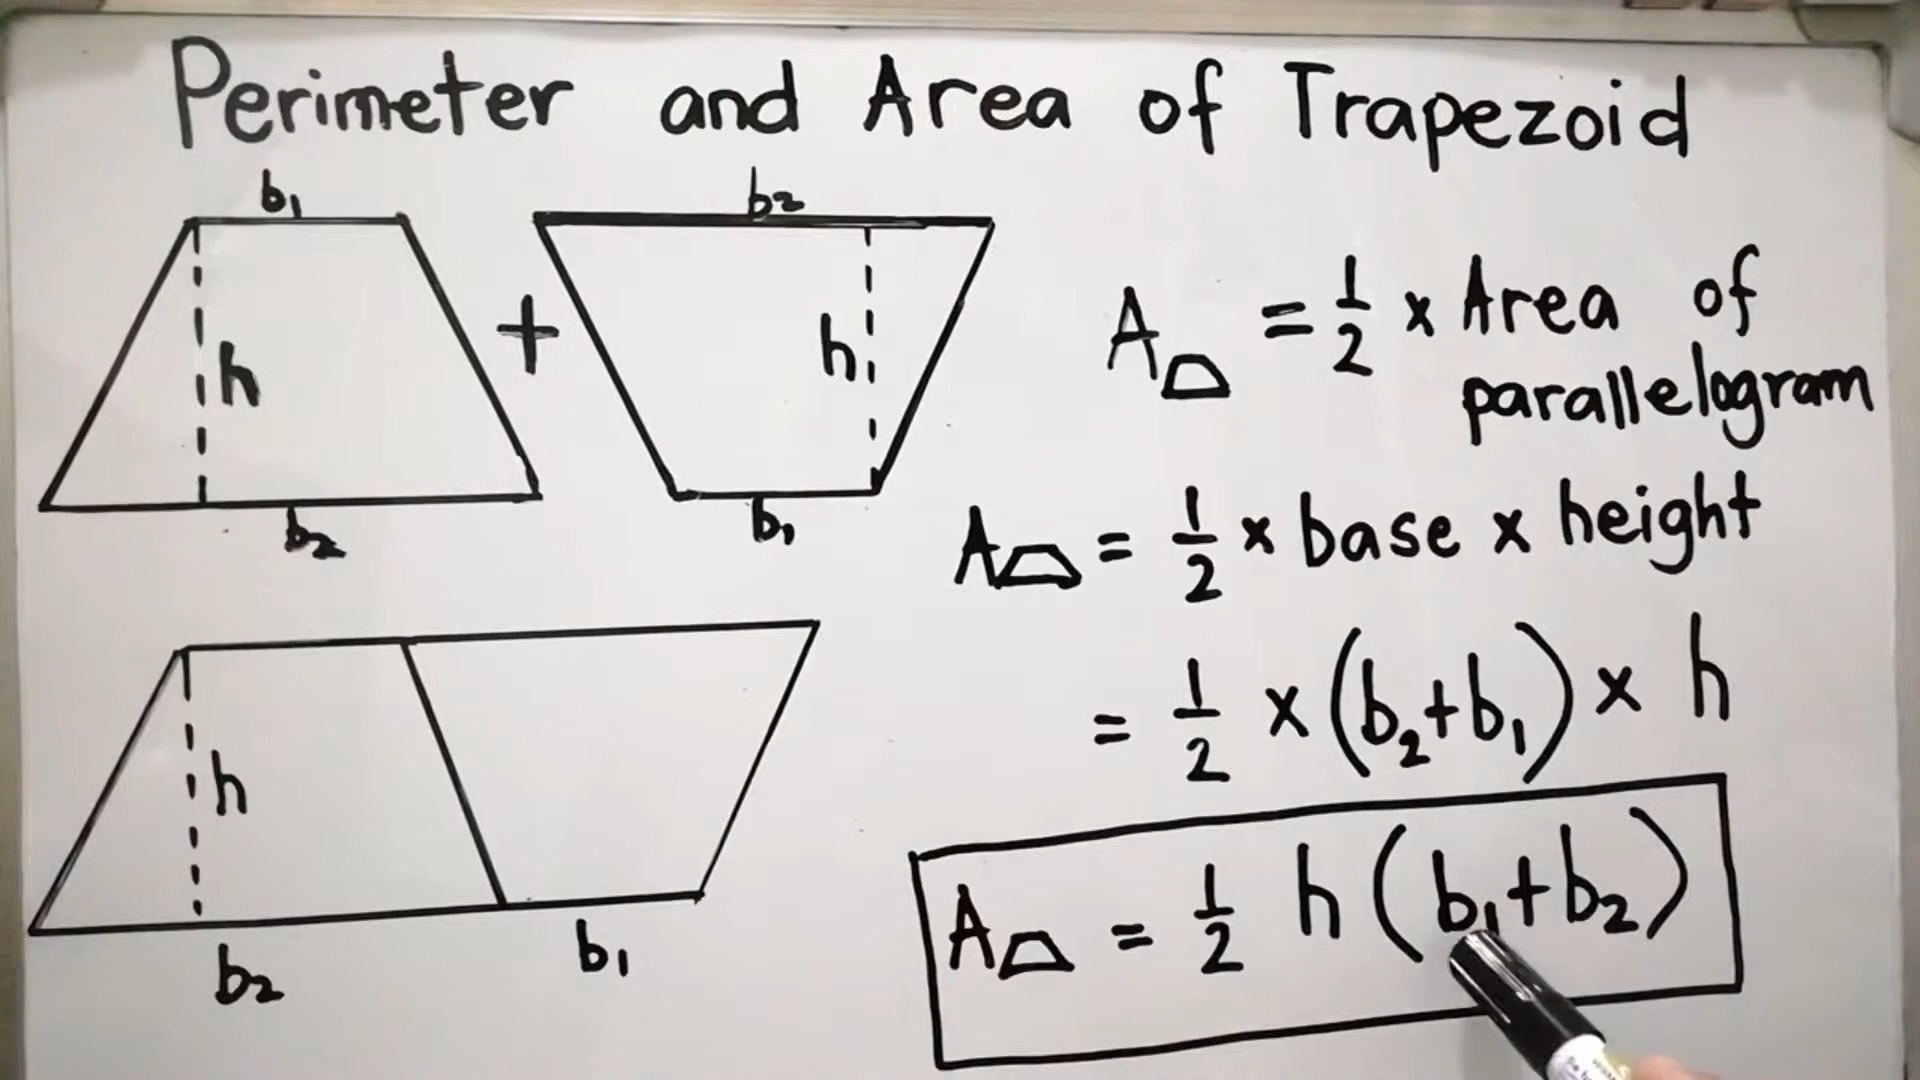 Perimeter and Area of Trapezoid
b₁
b₂
h
+
h
b₂
b₁
h
b₂
b₁
A = 1/2 × Area of
parallelogram
A = 1/2 × base × height
= 1/2 × (b₂+b₁) × h
A = 1/2 h (b₁+b₂)